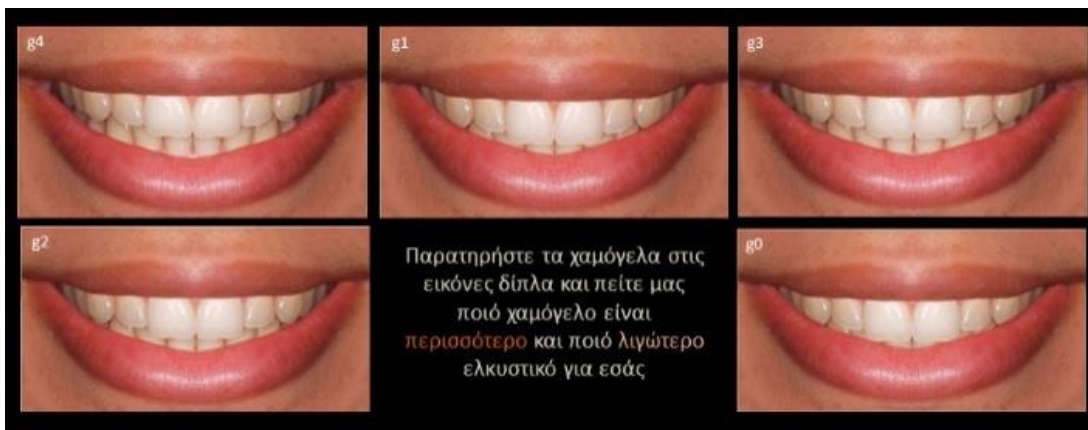 g4
g1
g3
g2
Παρατηρήστε τα χαμόγελα στις
εικόνες δίπλα και πείτε μας
ποιό χαμόγελο είναι
περισσότερο και ποιό λιγώτερο
ελκυστικό για εσάς
g0